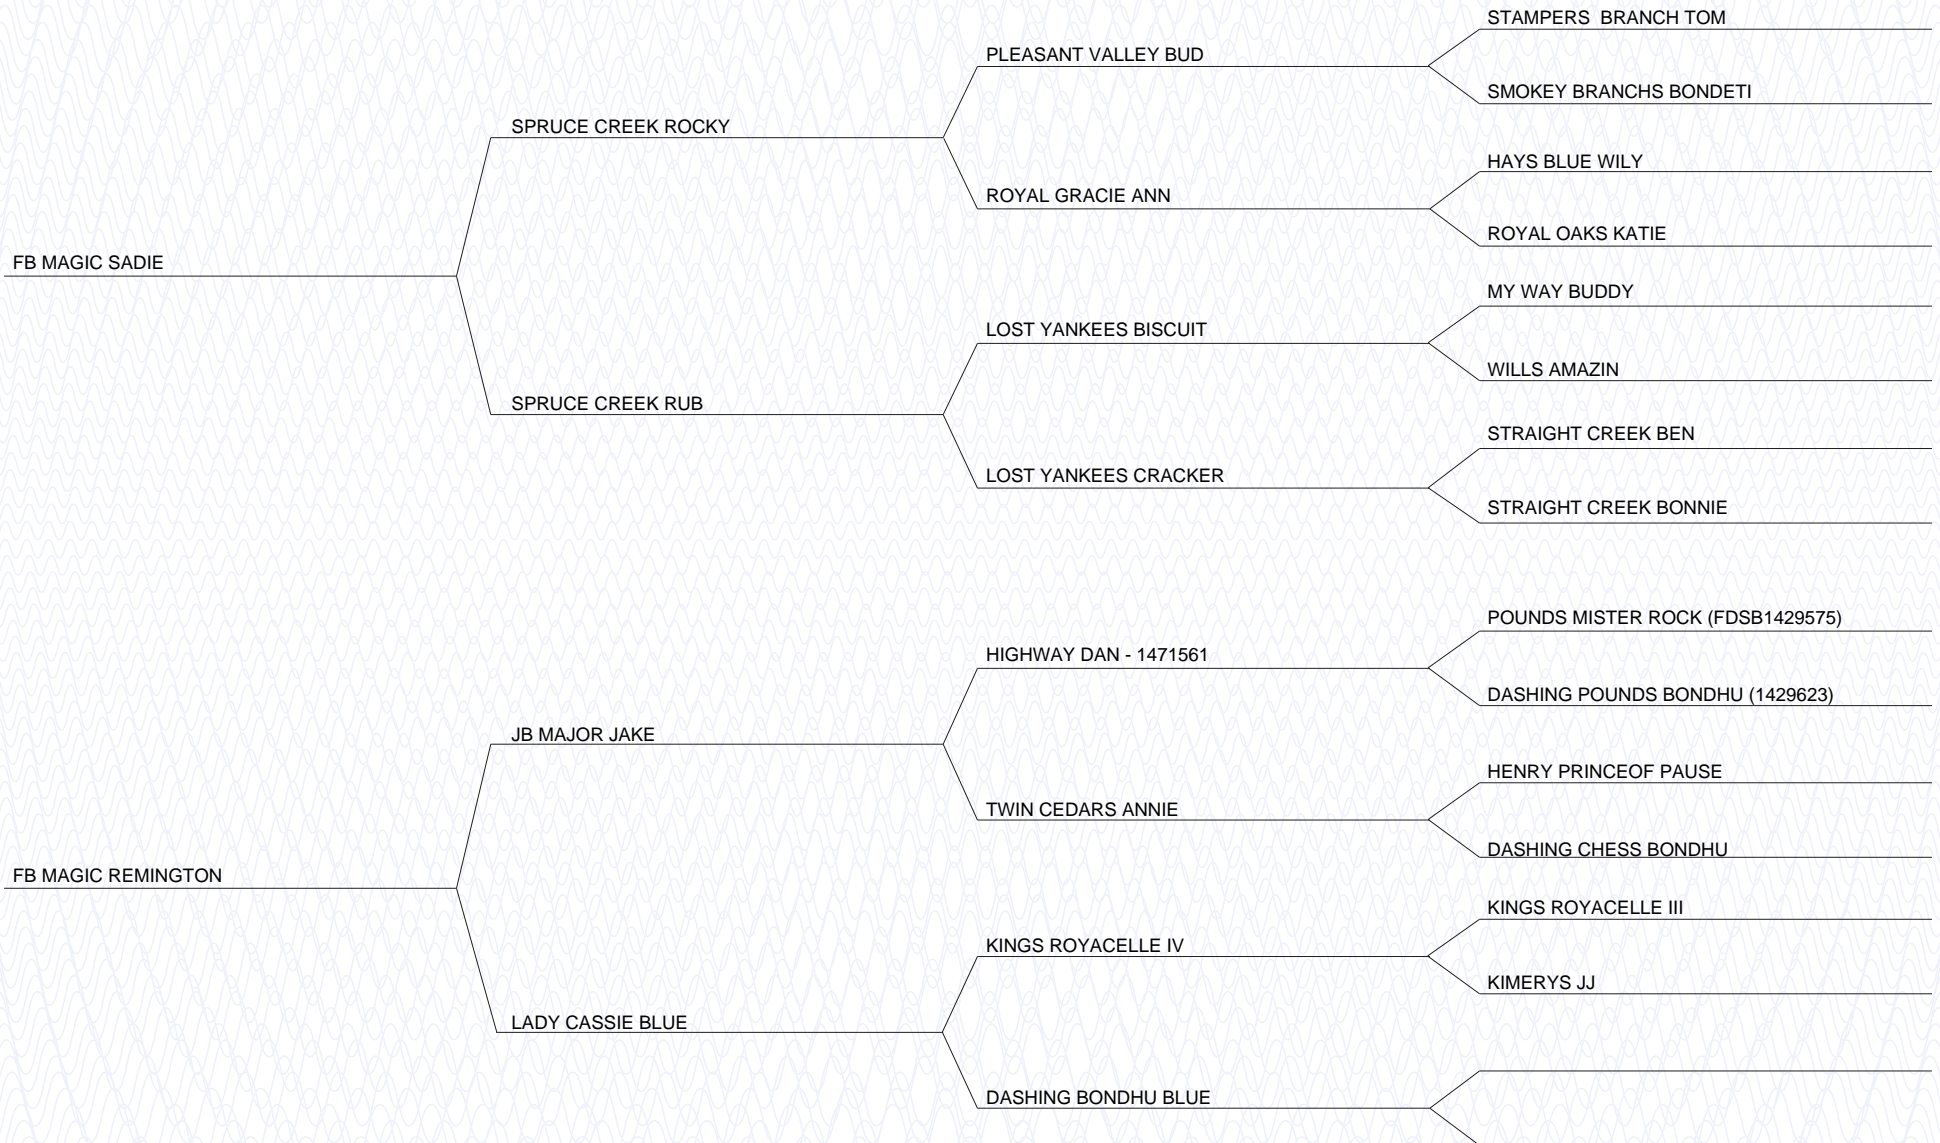 STAMPERS  BRANCH TOM
PLEASANT VALLEY BUD
SMOKEY BRANCHS BONDETI
SPRUCE CREEK ROCKY
HAYS BLUE WILY
ROYAL GRACIE ANN
ROYAL OAKS KATIE
FB MAGIC SADIE
MY WAY BUDDY
LOST YANKEES BISCUIT
WILLS AMAZIN
SPRUCE CREEK RUB
STRAIGHT CREEK BEN
LOST YANKEES CRACKER
STRAIGHT CREEK BONNIE
POUNDS MISTER ROCK (FDSB1429575)
HIGHWAY DAN - 1471561
DASHING POUNDS BONDHU (1429623)
JB MAJOR JAKE
HENRY PRINCEOF PAUSE
TWIN CEDARS ANNIE
DASHING CHESS BONDHU
FB MAGIC REMINGTON
KINGS ROYACELLE III
KINGS ROYACELLE IV
KIMERYS JJ
LADY CASSIE BLUE
DASHING BONDHU BLUE